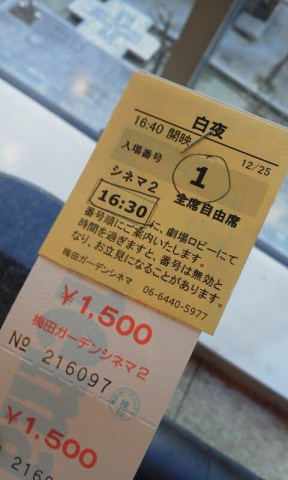 白夜
16:40 開映 12/25
入場番号 1
シネマ2 全席自由席
16:30 に、劇場ロビーにて
番号順にご案内いたします。
時間を過ぎますと、番号は無効と
なり、お立見になることがあります。
梅田ガーデンシネマ 06-6440-5977
¥1,500
梅田ガーデンシネマ2
No 216097
¥1,500
No 2160